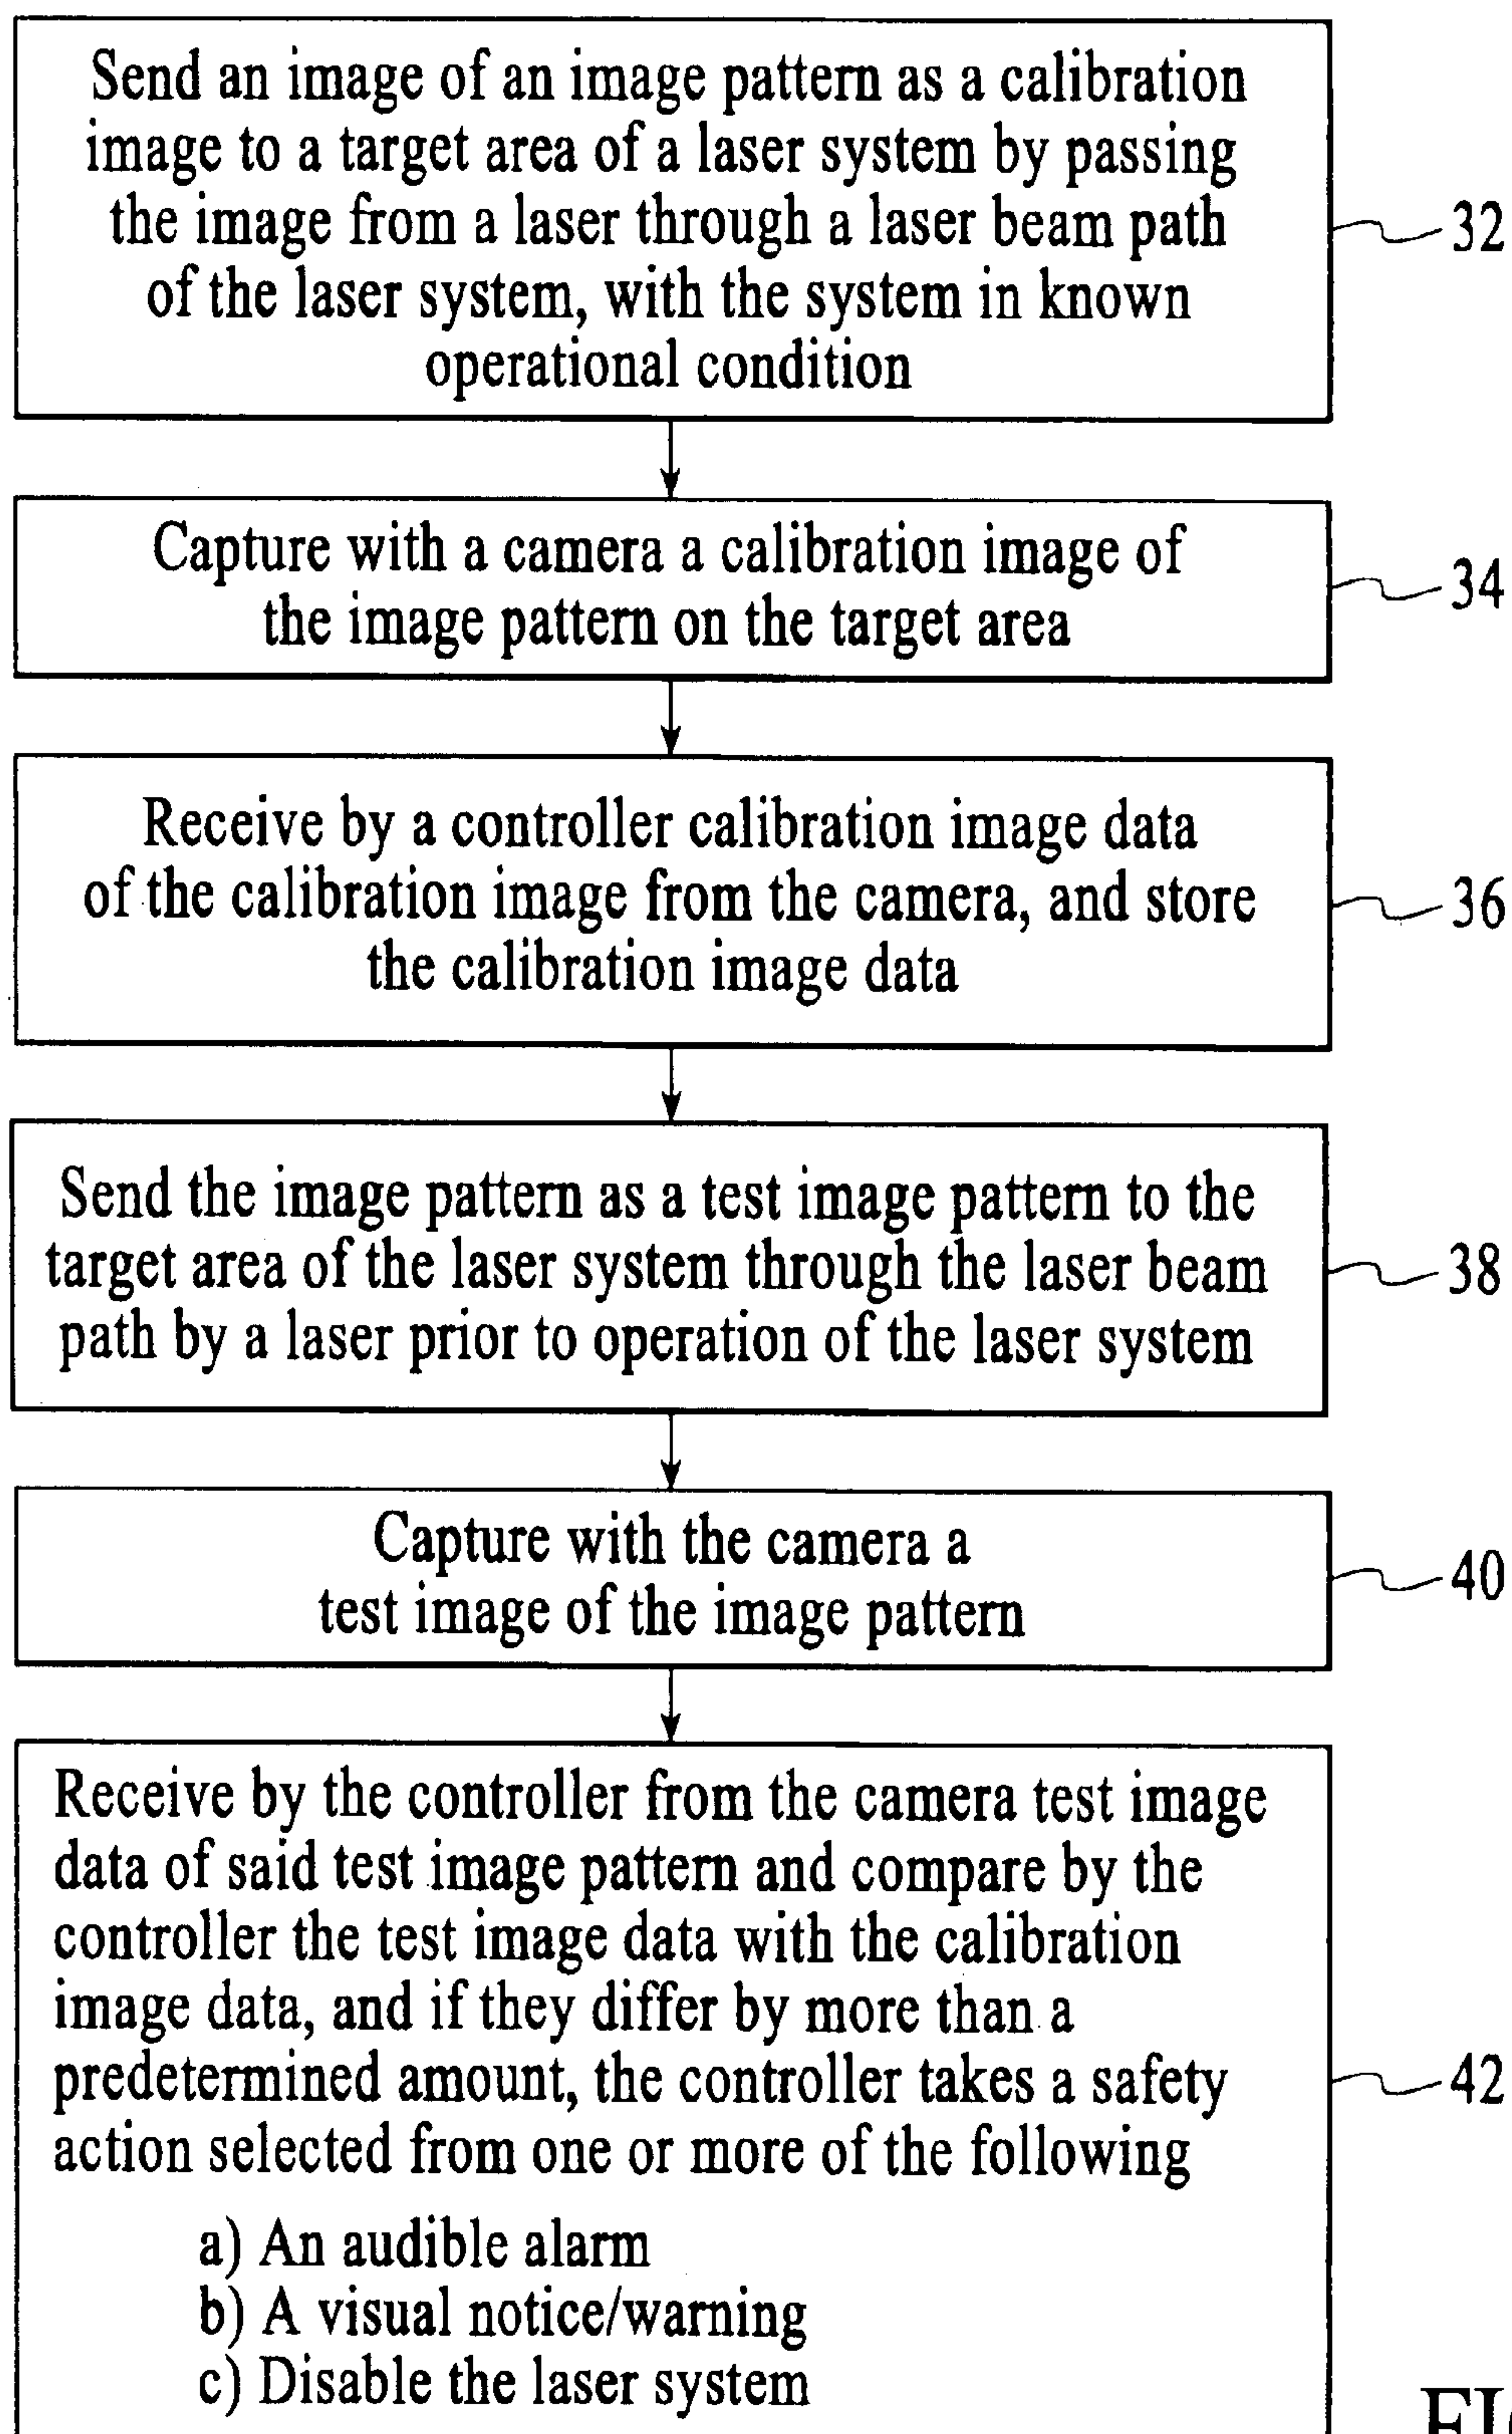 Send an image of an image pattern as a calibration
image to a target area of a laser system by passing
the image from a laser through a laser beam path
of the laser system, with the system in known
operational condition
32
Capture with a camera a calibration image of
the image pattern on the target area
34
Receive by a controller calibration image data
of the calibration image from the camera, and store
the calibration image data
36
Send the image pattern as a test image pattern to the
target area of the laser system through the laser beam
path by a laser prior to operation of the laser system
38
Capture with the camera a
test image of the image pattern
40
Receive by the controller from the camera test image
data of said test image pattern and compare by the
controller the test image data with the calibration
image data, and if they differ by more than a
predetermined amount, the controller takes a safety
action selected from one or more of the following
a) An audible alarm
b) A visual notice/warning
c) Disable the laser system
42